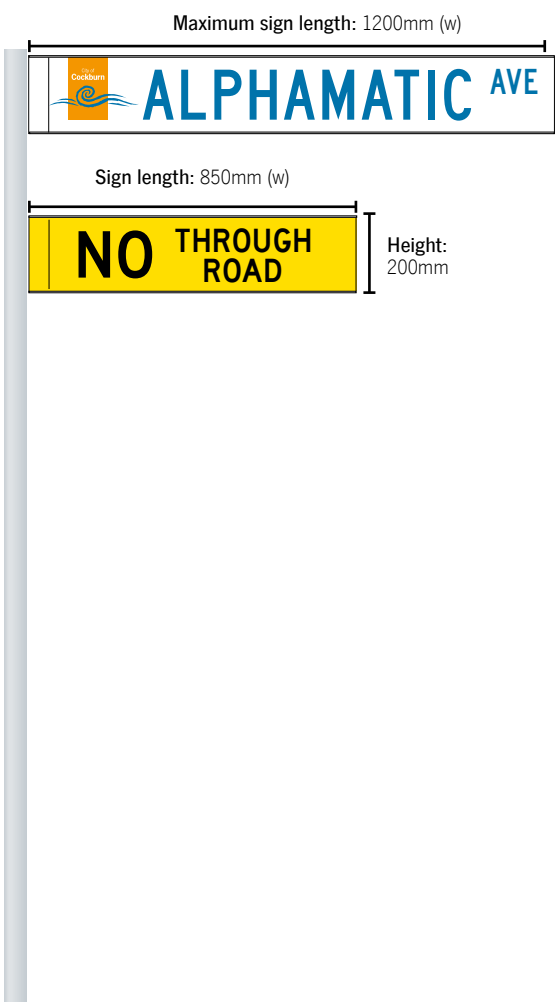 Maximum sign length: 1200mm (w)
City of
Cockburn
ALPHAMATIC AVE
Sign length: 850mm (w)
NO THROUGH
ROAD
Height:
200mm